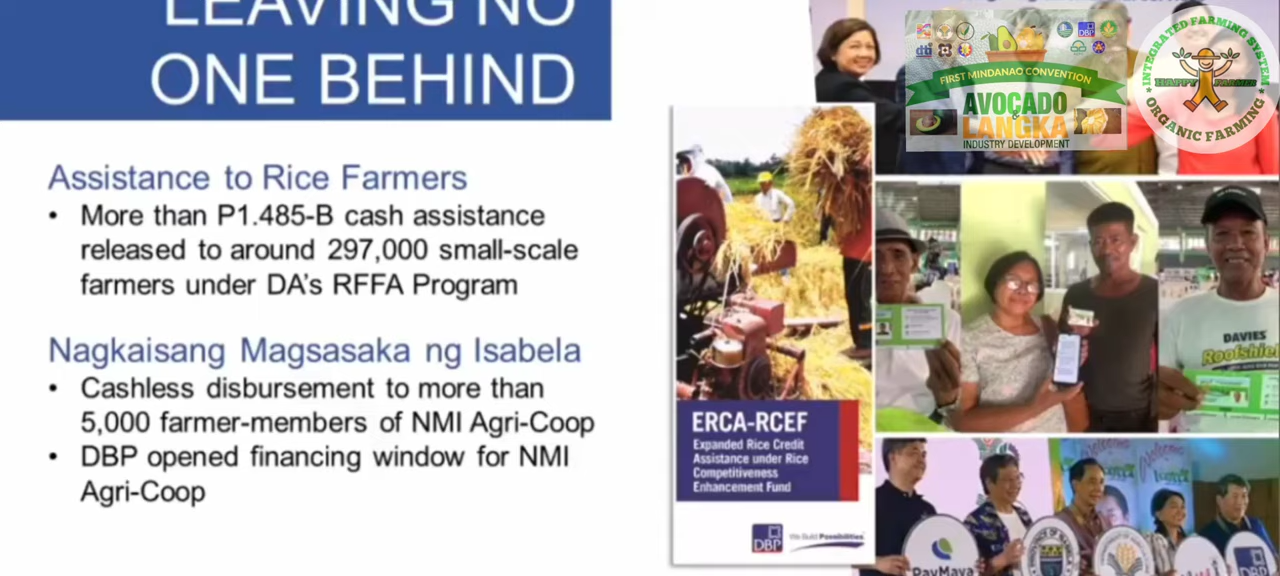 LEAVING NO
ONE BEHIND
Assistance to Rice Farmers
• More than P1.485-B cash assistance
released to around 297,000 small-scale
farmers under DA's RFFA Program
Nagkaisang Magsasaka ng Isabela
• Cashless disbursement to more than
5,000 farmer-members of NMI Agri-Coop
• DBP opened financing window for NMI
Agri-Coop
ERCA-RCEF
Expanded Rice Credit
Assistance under Rice
Competitiveness
Enhancement Fund
DBP
We Build Possibilities
dti
DBP
FIRST MINDANAO CONVENTION
AVOCADO
&
LANGKA
INDUSTRY DEVELOPMENT
INTEGRATED FARMING SYSTEM
HAPPY FARMER
ORGANIC FARMING
DAVIES
Roofshield
PayMaya
DBP